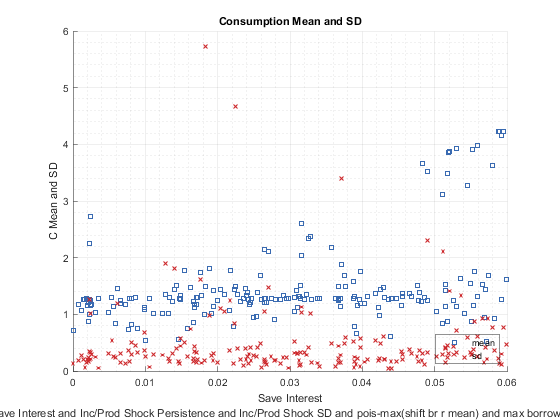 Consumption Mean and SD
6
5
4
3
2
1
0
C Mean and SD
mean
sd
0
0.01
0.02
0.03
0.04
0.05
0.06
Save Interest
ave Interest and Inc/Prod Shock Persistence and Inc/Prod Shock SD and pois-max(shift br r mean) and max borrow